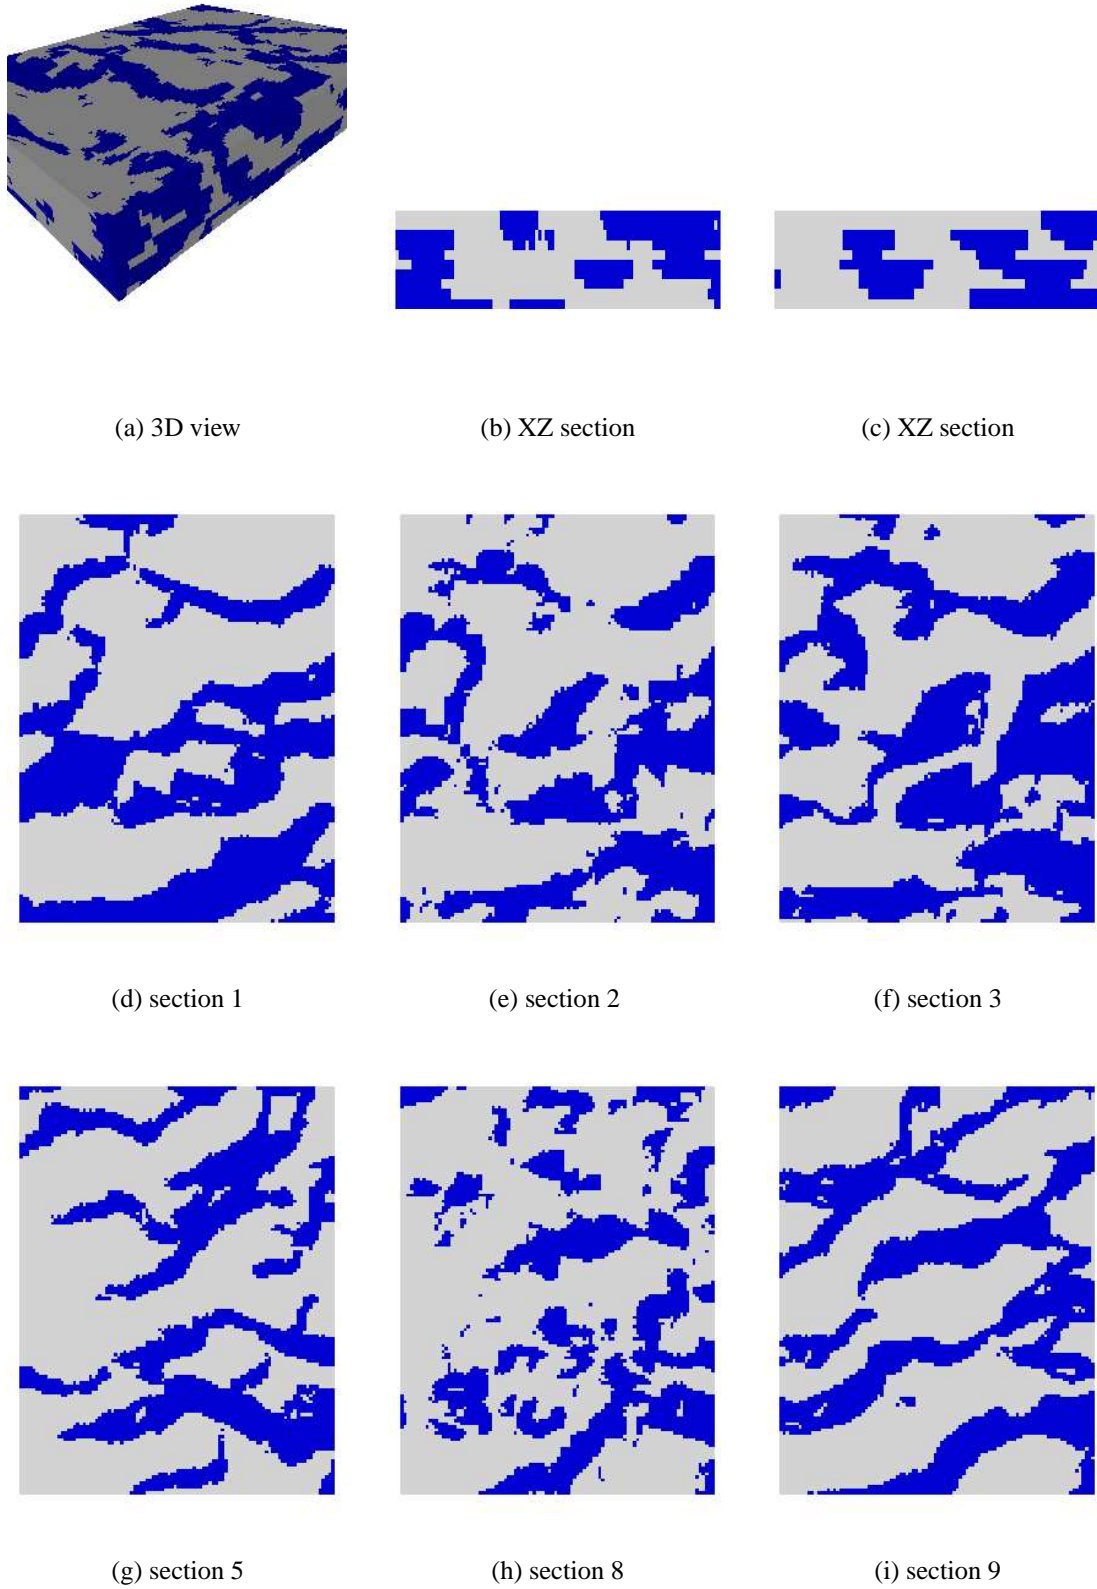 (a) 3D view
(b) XZ section
(c) XZ section
(d) section 1
(e) section 2
(f) section 3
(g) section 5
(h) section 8
(i) section 9